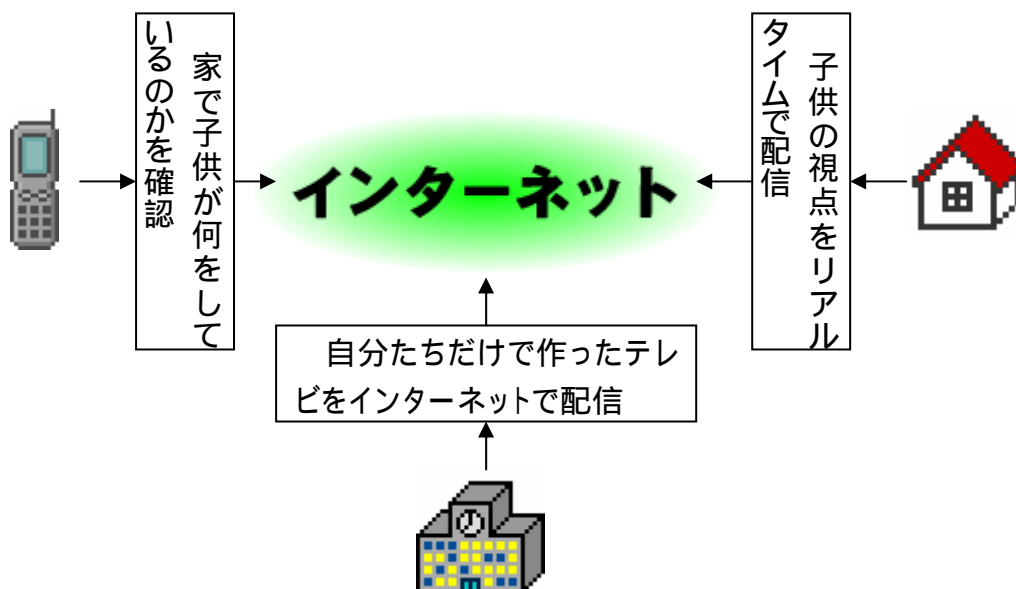 家で子供が何をして
いるのかを確認
インターネット
子供の視点をリアル
タイムで配信
自分たちだけで作ったテレ
ビをインターネットで配信